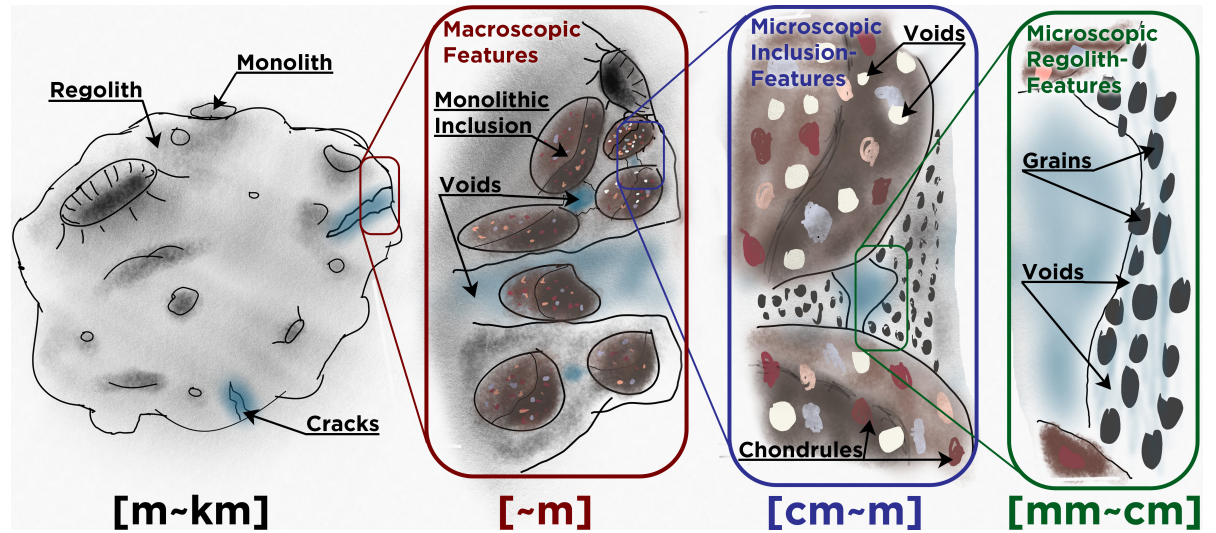 Regolith
Monolith
Cracks
[m~km]
Macroscopic
Features
Monolithic
Inclusion
Voids
[~m]
Microscopic
Inclusion-
Features
Voids
Chondrules
[cm~m]
Microscopic
Regolith-
Features
Grains
Voids
[mm~cm]